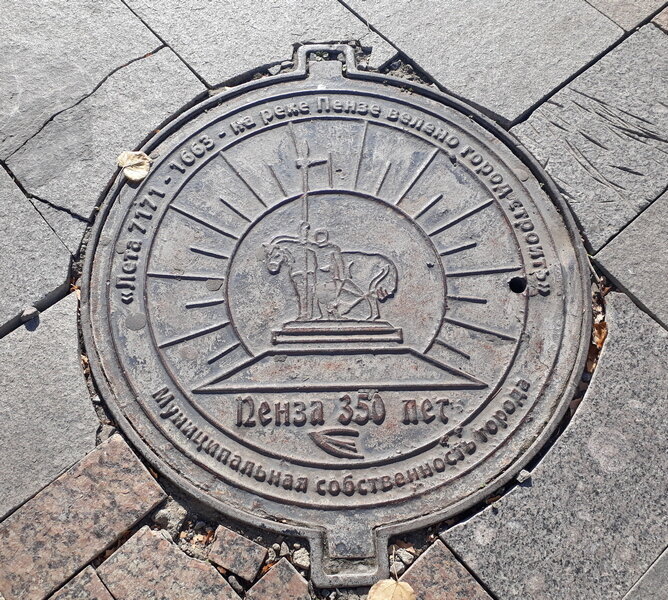 «Лета 7171 - 1663 - на реке Пензе велено город строить»
Пенза 350 лет
Муниципальная собственность города